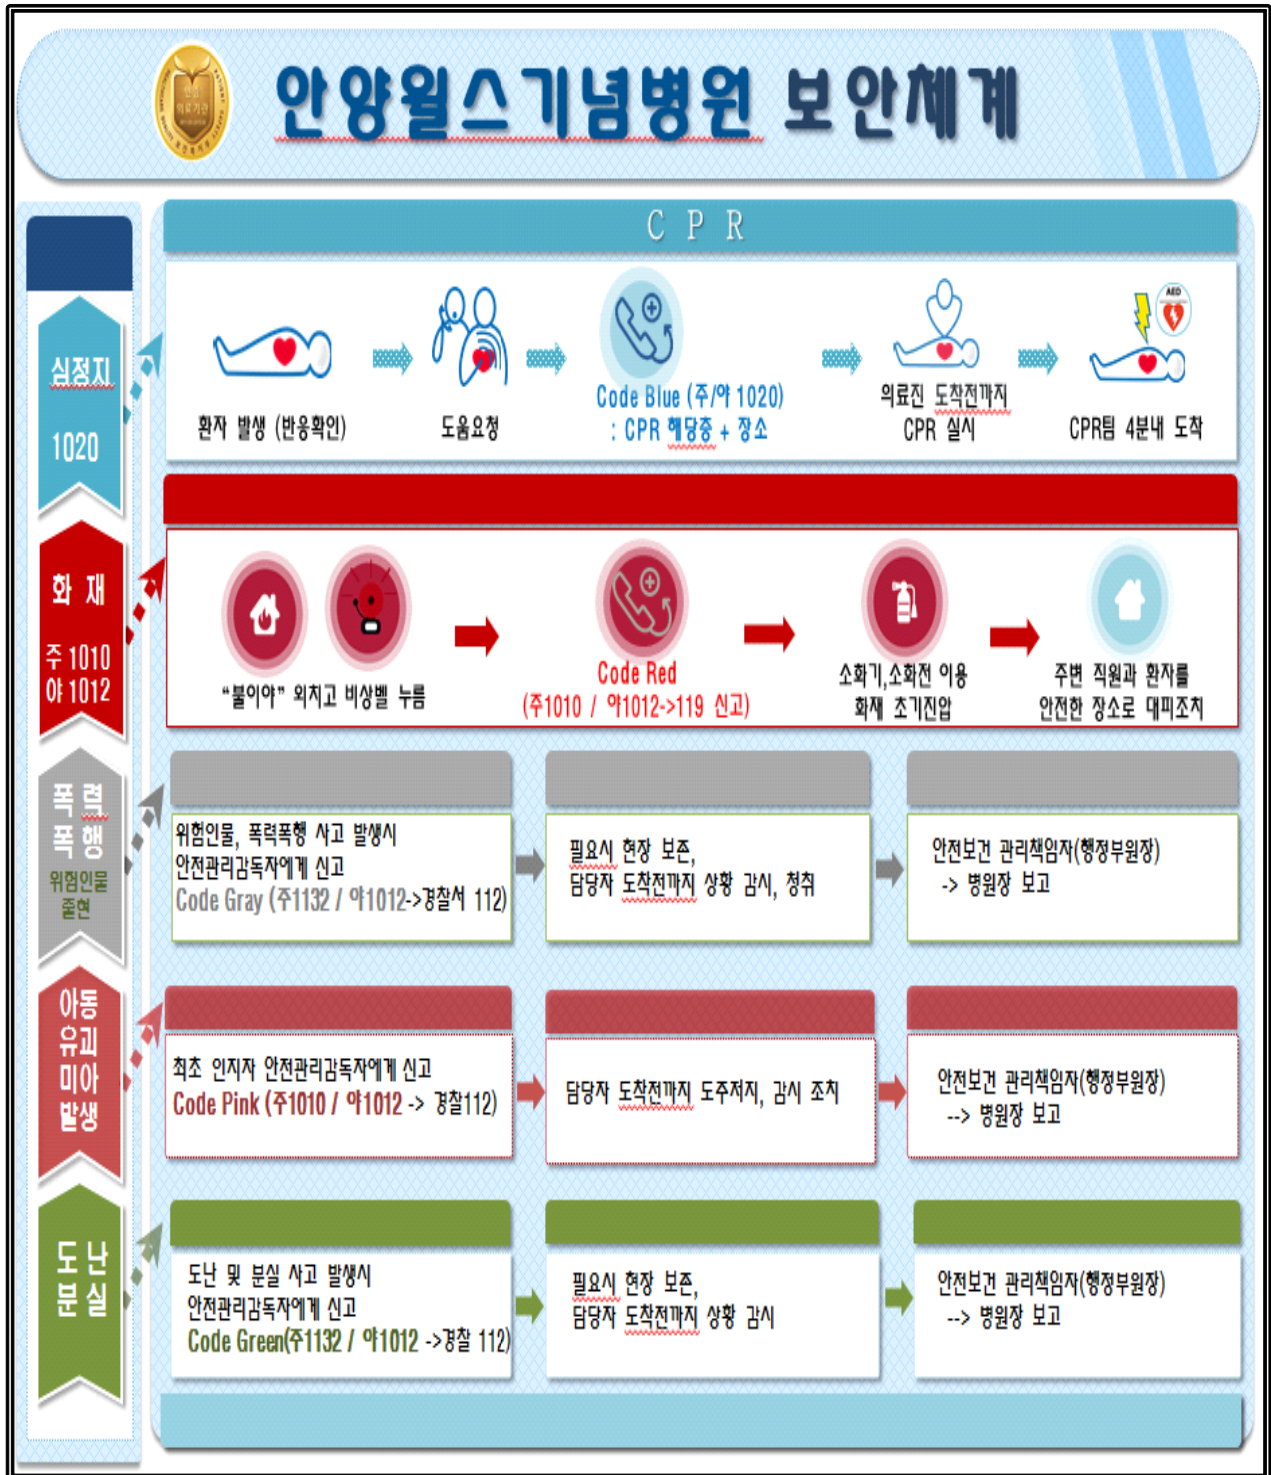 안양윌스기념병원 보안체계
C P R
심정지
1020
환자 발생 (반응확인)
도움요청
Code Blue (주/야 1020)
: CPR 해당층 + 장소
의료진 도착전까지
CPR 실시
AED
CPR팀 4분내 도착
화 재
주 1010
야 1012
“불이야” 외치고 비상벨 누름
Code Red
(주1010 / 야1012->119 신고)
소화기,소화전 이용
화재 초기진압
주변 직원과 환자를
안전한 장소로 대피조치
폭 력
폭 행
위험인물
출현
위험인물, 폭력폭행 사고 발생시
안전관리감독자에게 신고
Code Gray (주1132 / 야1012->경찰서 112)
필요시 현장 보존,
담당자 도착전까지 상황 감시, 청취
안전보건 관리책임자(행정부원장)
-> 병원장 보고
아동
유괴
미아
발생
최초 인지자 안전관리감독자에게 신고
Code Pink (주1010 / 야1012 -> 경찰112)
담당자 도착전까지 도주저지, 감시 조치
안전보건 관리책임자(행정부원장)
--> 병원장 보고
도 난
분 실
도난 및 분실 사고 발생시
안전관리감독자에게 신고
Code Green(주1132 / 야1012 ->경찰 112)
필요시 현장 보존,
담당자 도착전까지 상황 감시
안전보건 관리책임자(행정부원장)
--> 병원장 보고